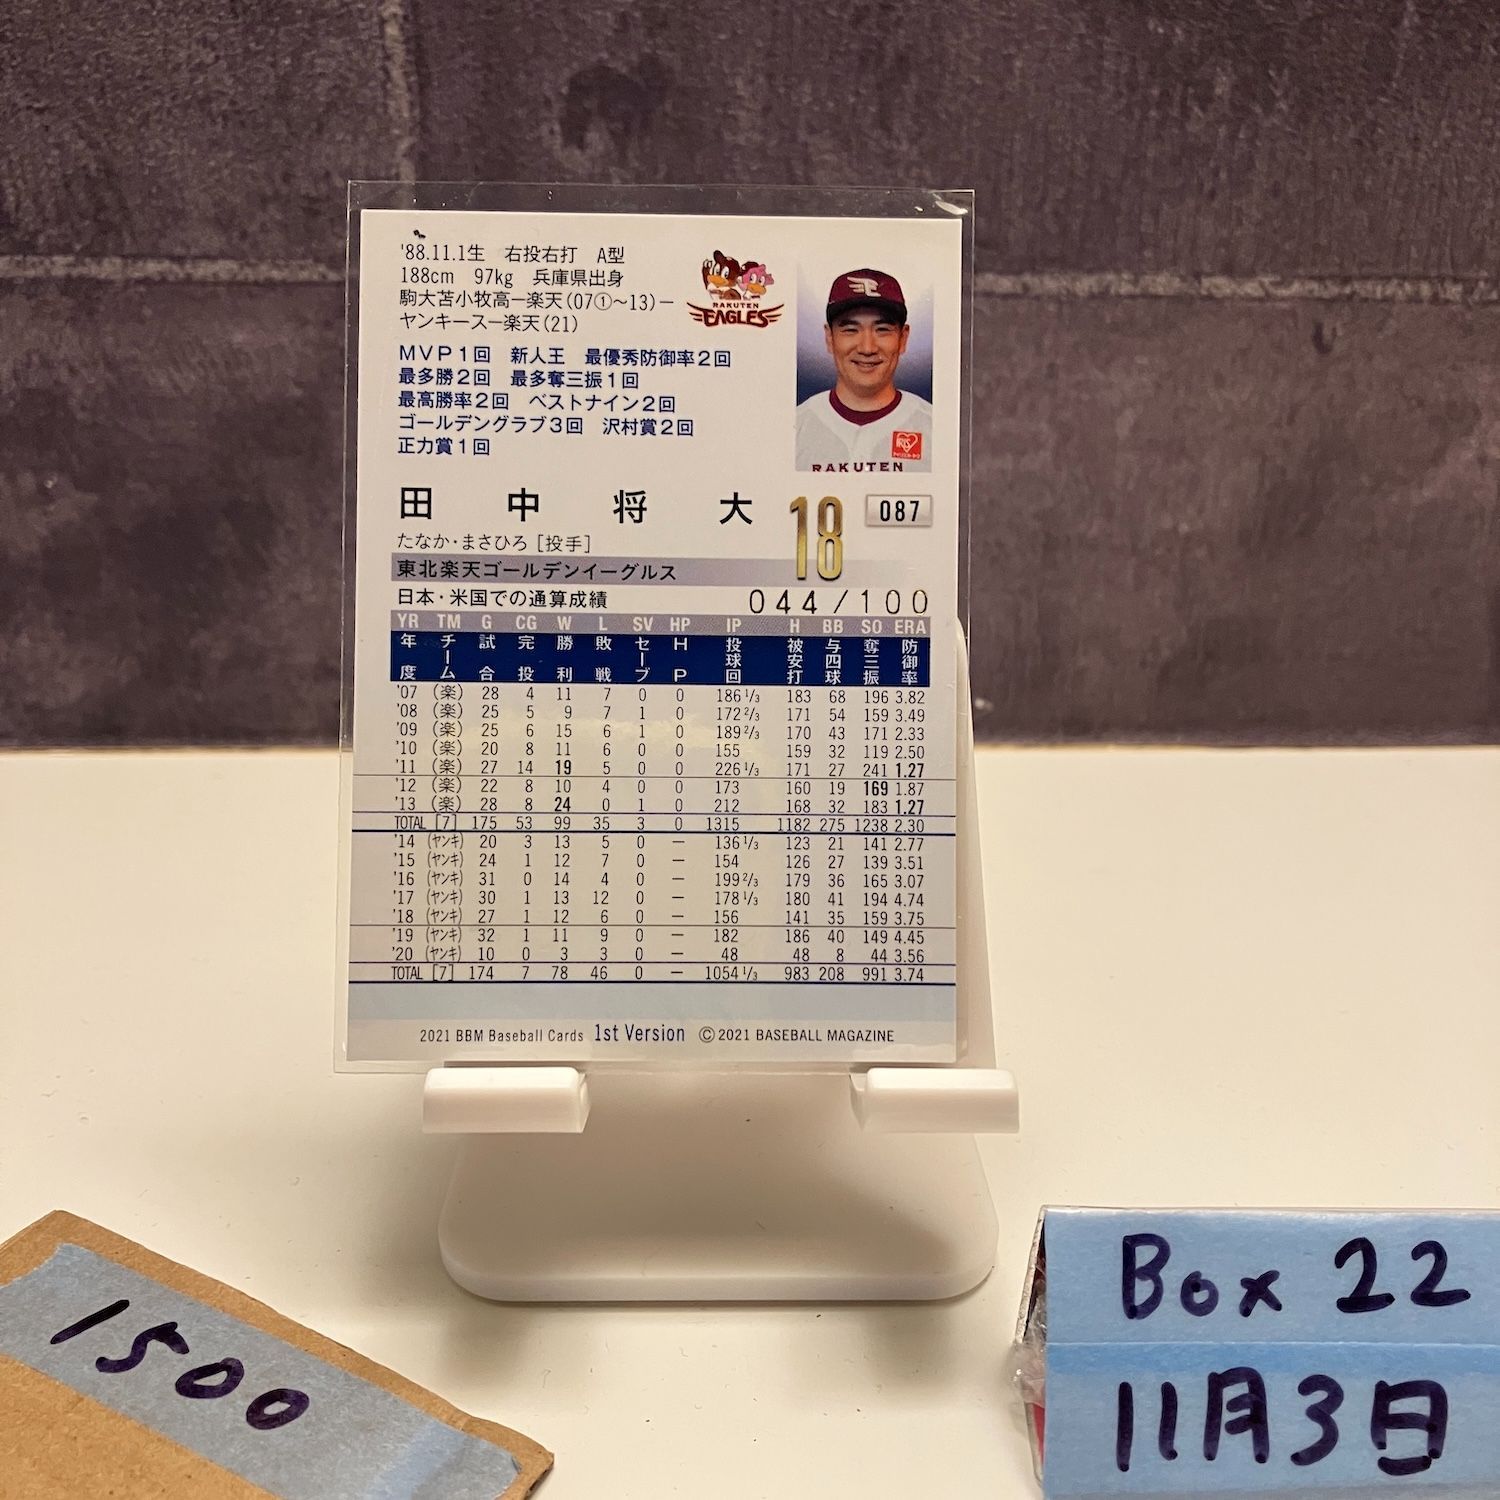 '88.11.1生　右投右打　A型
188cm　97kg　兵庫県出身
駒大苫小牧高ー楽天(07①～13)ー
ヤンキースー楽天(21)
MVP1回　新人王　最優秀防御率2回
最多勝2回　最多奪三振1回
最高勝率2回　ベストナイン2回
ゴールデングラブ3回　沢村賞2回
正力賞1回
RAKUTEN
EAGLES
IRIS
RAKUTEN
田中将大 18 087
たなか・まさひろ [投手]
東北楽天ゴールデンイーグルス
日本・米国での通算成績 044/100
YR TM G CG W L SV HP IP H BB SO ERA
年度 チーム 試合 完投 勝利 敗戦 セーブ HP 投球回 被安打 与四球 奪三振 防御率
'07 (楽) 28 4 11 7 0 0 186 1/3 183 68 196 3.82
'08 (楽) 25 5 9 7 1 0 172 2/3 171 54 159 3.49
'09 (楽) 25 6 15 6 1 0 189 2/3 170 43 171 2.33
'10 (楽) 20 8 11 6 0 0 155 159 32 119 2.50
'11 (楽) 27 14 19 5 0 0 226 1/3 171 27 241 1.27
'12 (楽) 22 8 10 4 0 0 173 160 19 169 1.87
'13 (楽) 28 8 24 0 1 0 212 168 32 183 1.27
TOTAL [7] 175 53 99 35 3 0 1315 1182 275 1238 2.30
'14 (ヤンキ) 20 3 13 5 0 — 136 1/3 123 21 141 2.77
'15 (ヤンキ) 24 1 12 7 0 — 154 126 27 139 3.51
'16 (ヤンキ) 31 0 14 4 0 — 199 2/3 179 36 165 3.07
'17 (ヤンキ) 30 1 13 12 0 — 178 1/3 180 41 194 4.74
'18 (ヤンキ) 27 1 12 6 0 — 156 141 35 159 3.75
'19 (ヤンキ) 32 1 11 9 0 — 182 186 40 149 4.45
'20 (ヤンキ) 10 0 3 3 0 — 48 48 8 44 3.56
TOTAL [7] 174 7 78 46 0 — 1054 1/3 983 208 991 3.74
2021 BBM Baseball Cards 1st Version ©2021 BASEBALL MAGAZINE
1500
Box 22
11月3日